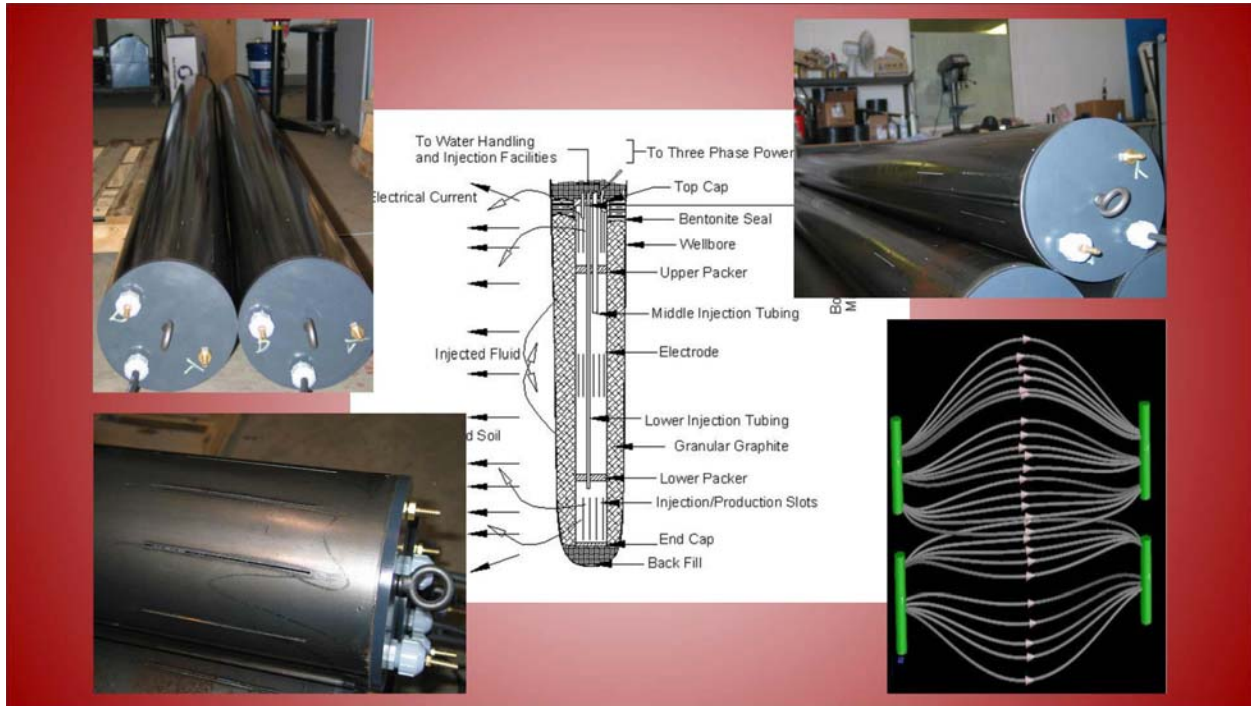 To Water Handling
and Injection Facilities
To Three Phase Power
Electrical Current
Top Cap
Bentonite Seal
Wellbore
Upper Packer
Middle Injection Tubing
Injected Fluid
Electrode
Lower Injection Tubing
d Soil
Granular Graphite
Lower Packer
Injection/Production Slots
End Cap
Back Fill
Bo
M